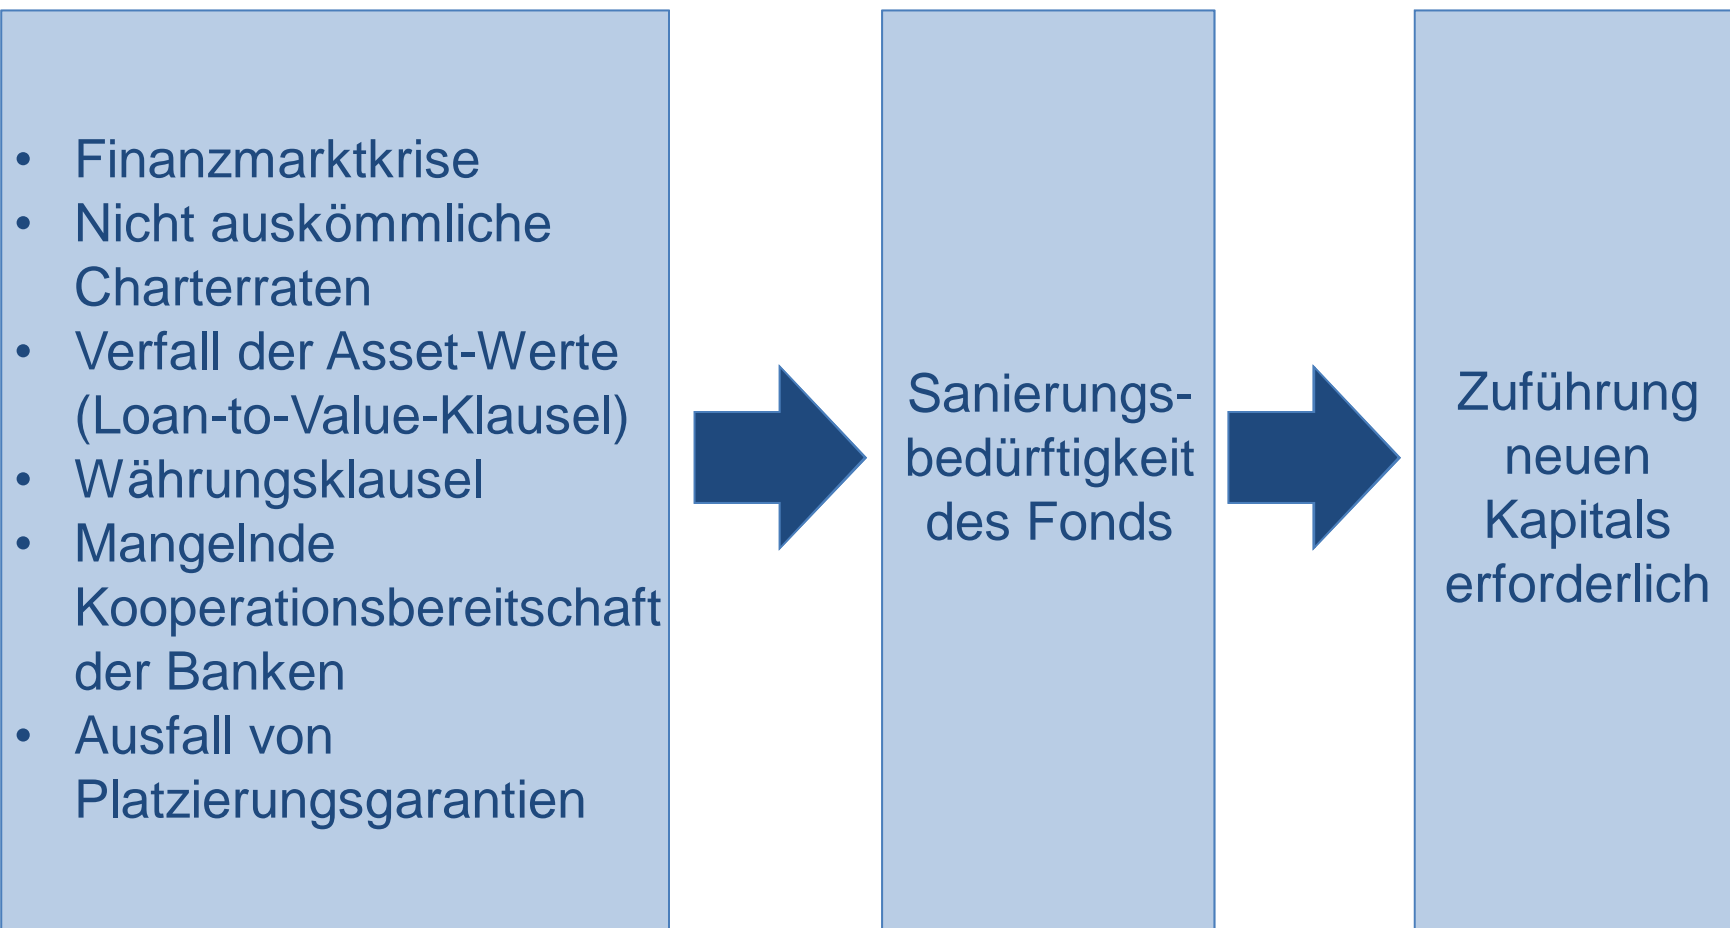 • Finanzmarktkrise
• Nicht auskömmliche
Charterraten
• Verfall der Asset-Werte
(Loan-to-Value-Klausel)
• Währungsklausel
• Mangelnde
Kooperationsbereitschaft
der Banken
• Ausfall von
Platzierungsgarantien
Sanierungs-
bedürftigkeit
des Fonds
Zuführung
neuen
Kapitals
erforderlich